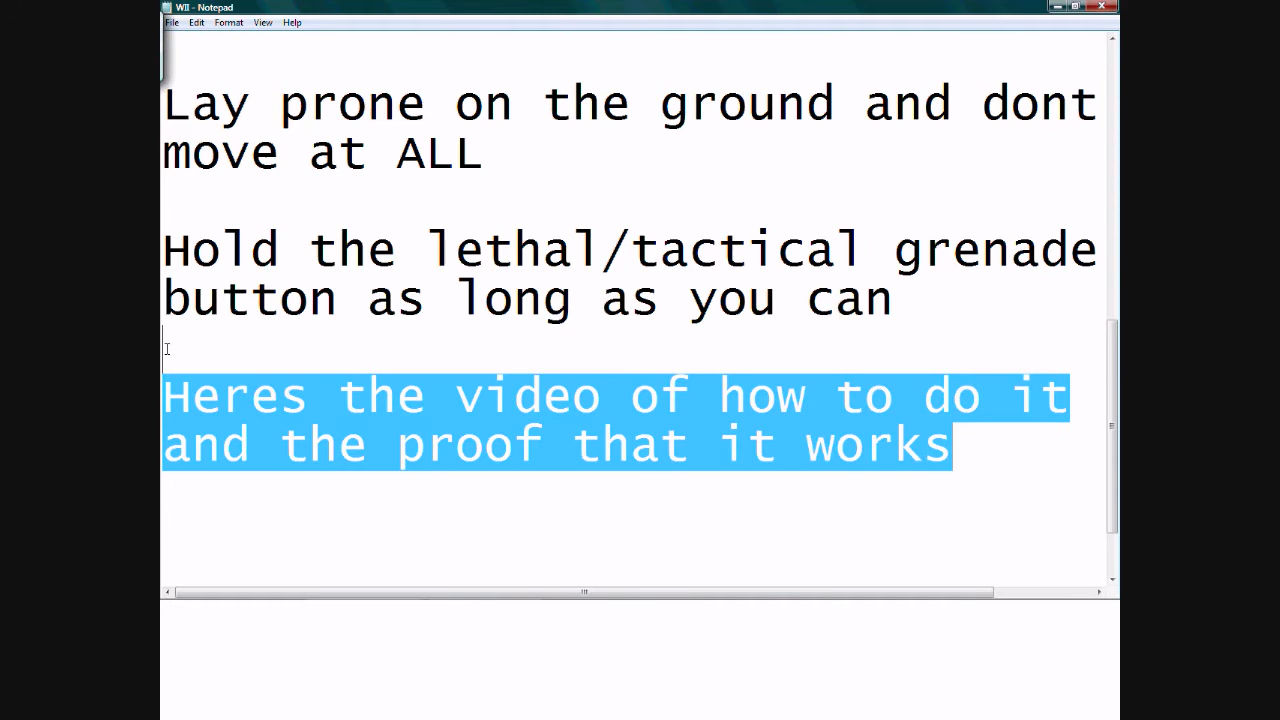 WII - Notepad
File Edit Format View Help
Lay prone on the ground and dont
move at ALL
Hold the lethal/tactical grenade
button as long as you can
Heres the video of how to do it
and the proof that it works